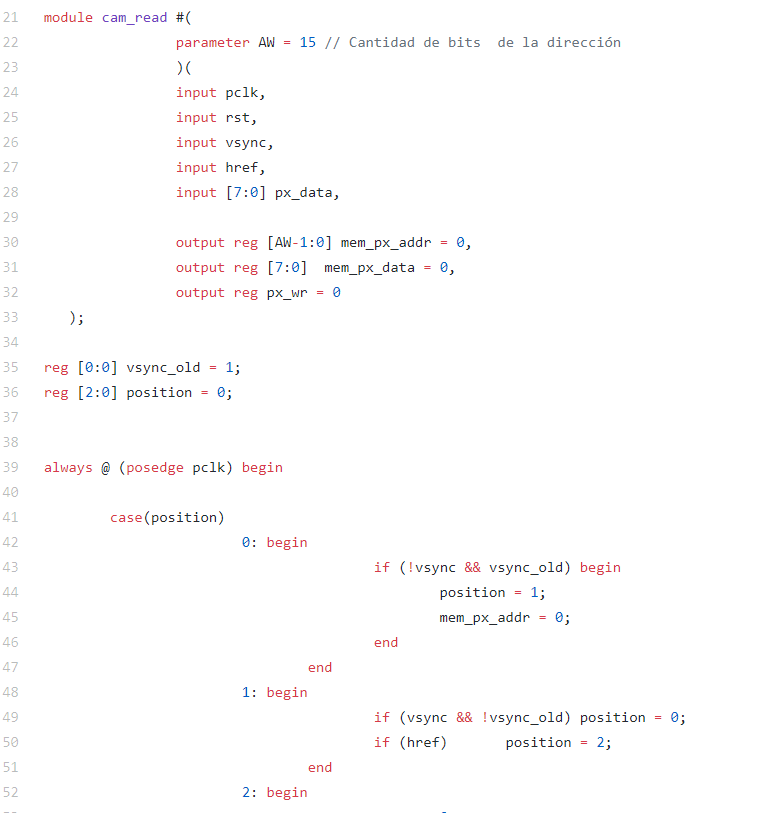 21 module cam_read #(
22 parameter AW = 15 // Cantidad de bits  de la dirección
23 )(
24 input pclk,
25 input rst,
26 input vsync,
27 input href,
28 input [7:0] px_data,
29
30 output reg [AW-1:0] mem_px_addr = 0,
31 output reg [7:0]  mem_px_data = 0,
32 output reg px_wr = 0
33 );
34
35 reg [0:0] vsync_old = 1;
36 reg [2:0] position = 0;
37
38
39 always @ (posedge pclk) begin
40
41 case(position)
42 0: begin
43 if (!vsync && vsync_old) begin
44 position = 1;
45 mem_px_addr = 0;
46 end
47 end
48 1: begin
49 if (vsync && !vsync_old) position = 0;
50 if (href) position = 2;
51 end
52 2: begin